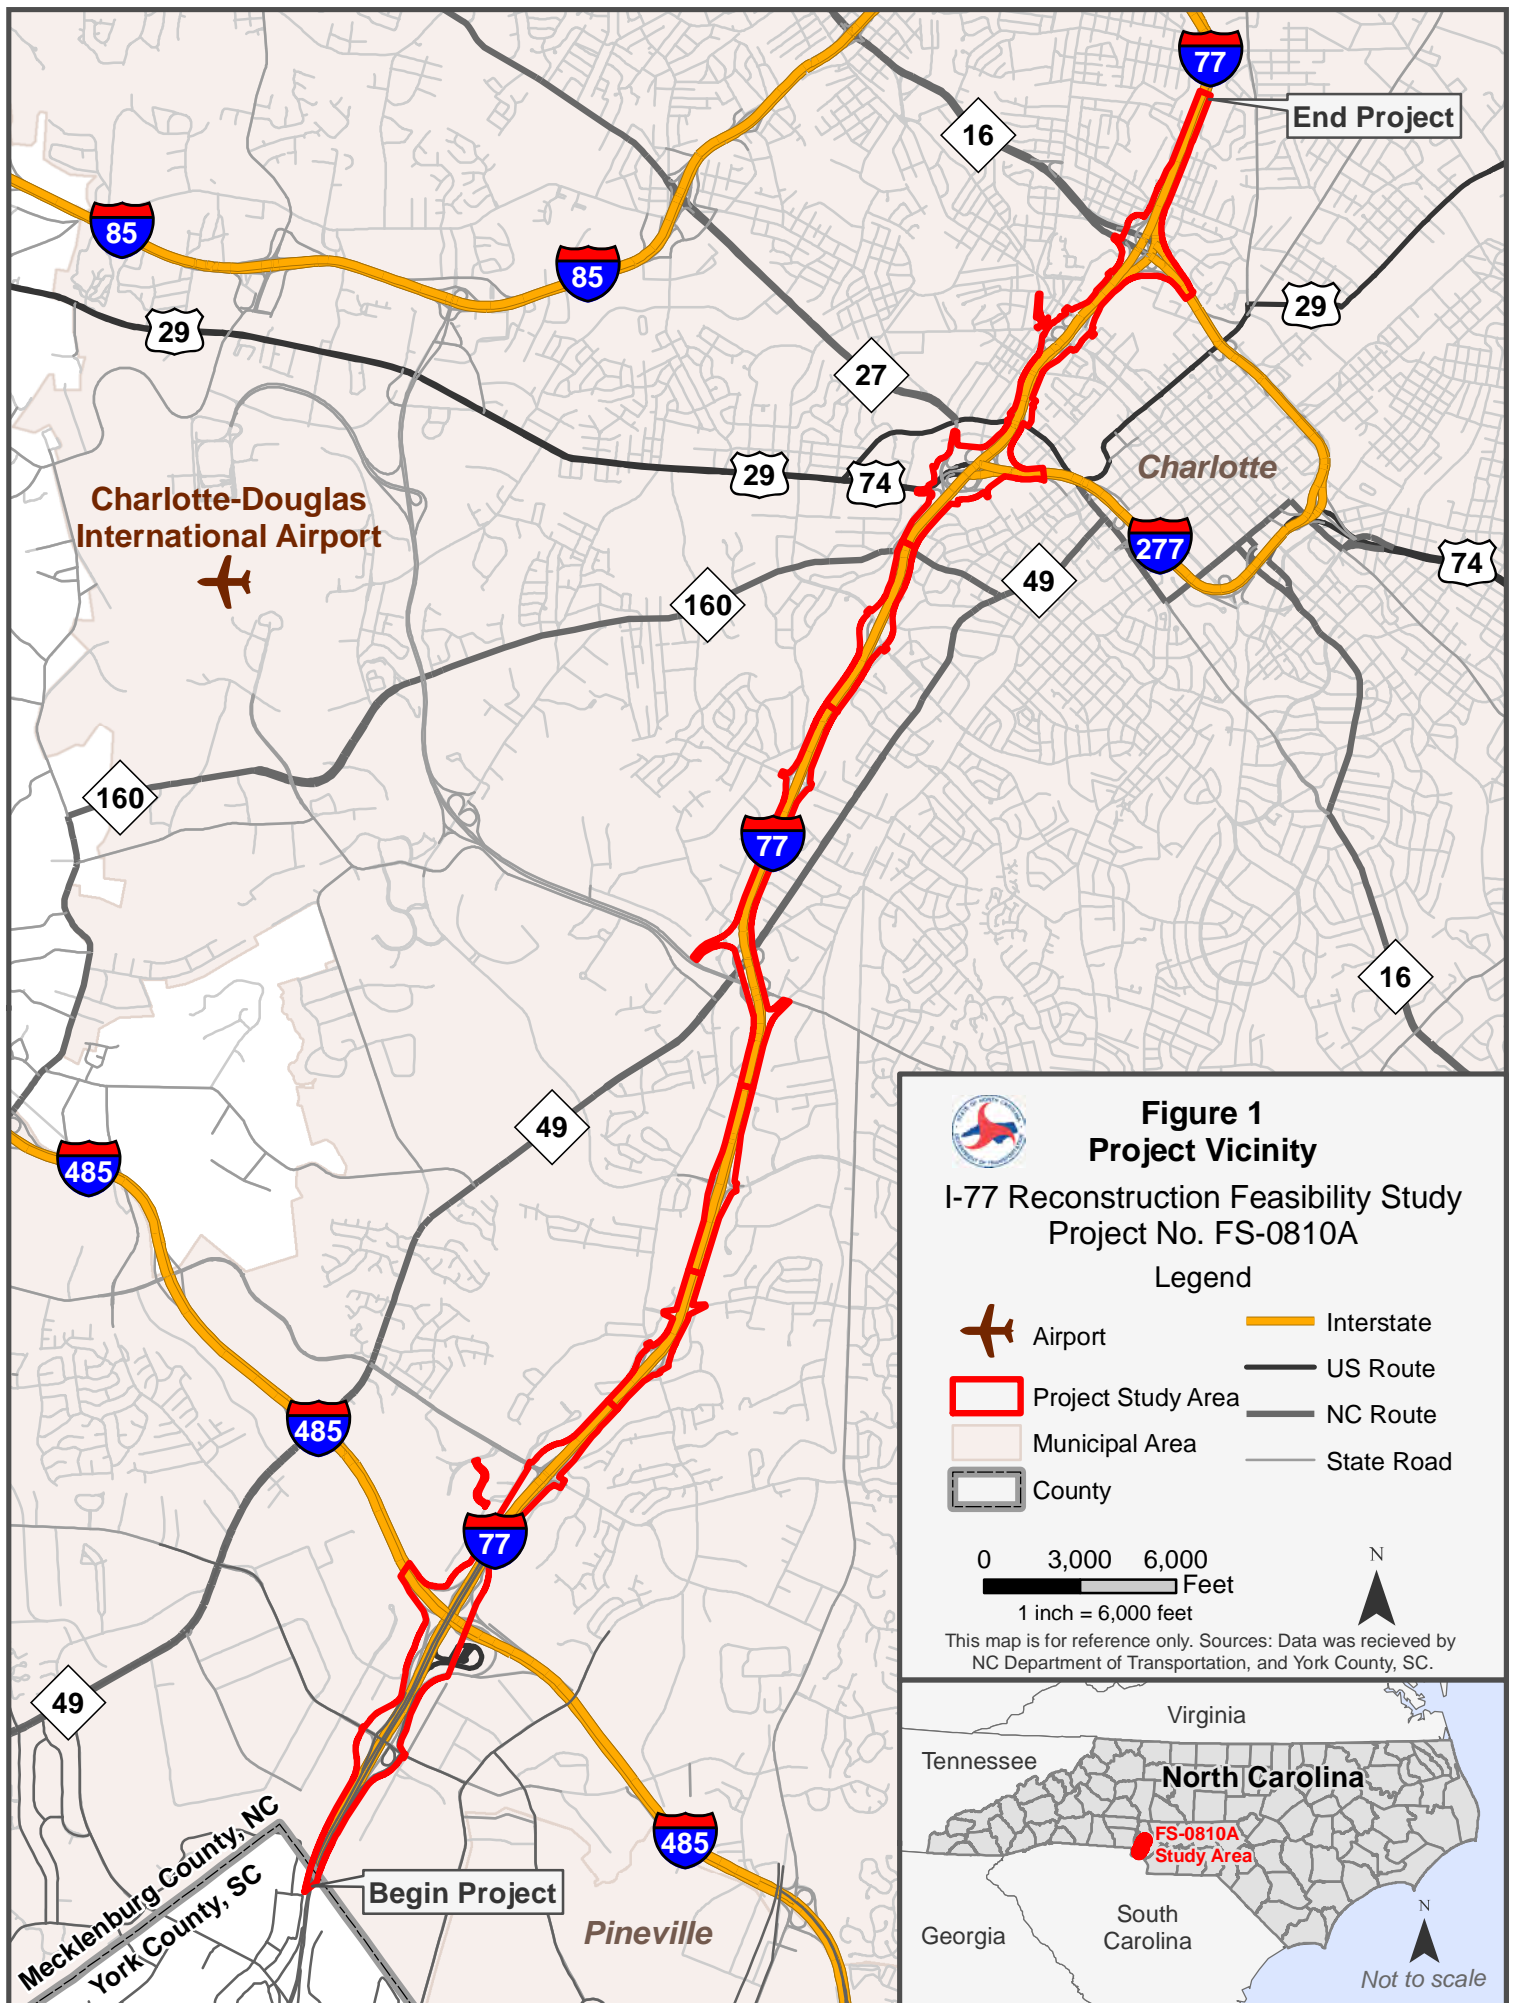 77
End Project
16
85
85
29
29
27
29
74
Charlotte
Charlotte-Douglas
International Airport
277
74
49
160
160
77
16
49
485
485
77
49
485
Mecklenburg County, NC
York County, SC
Begin Project
Pineville
Figure 1
Project Vicinity
I-77 Reconstruction Feasibility Study
Project No. FS-0810A
Legend
Airport
Project Study Area
Municipal Area
County
Interstate
US Route
NC Route
State Road
0 3,000 6,000
Feet
1 inch = 6,000 feet
N
This map is for reference only. Sources: Data was recieved by
NC Department of Transportation, and York County, SC.
Virginia
Tennessee
North Carolina
FS-0810A
Study Area
Georgia
South
Carolina
N
Not to scale